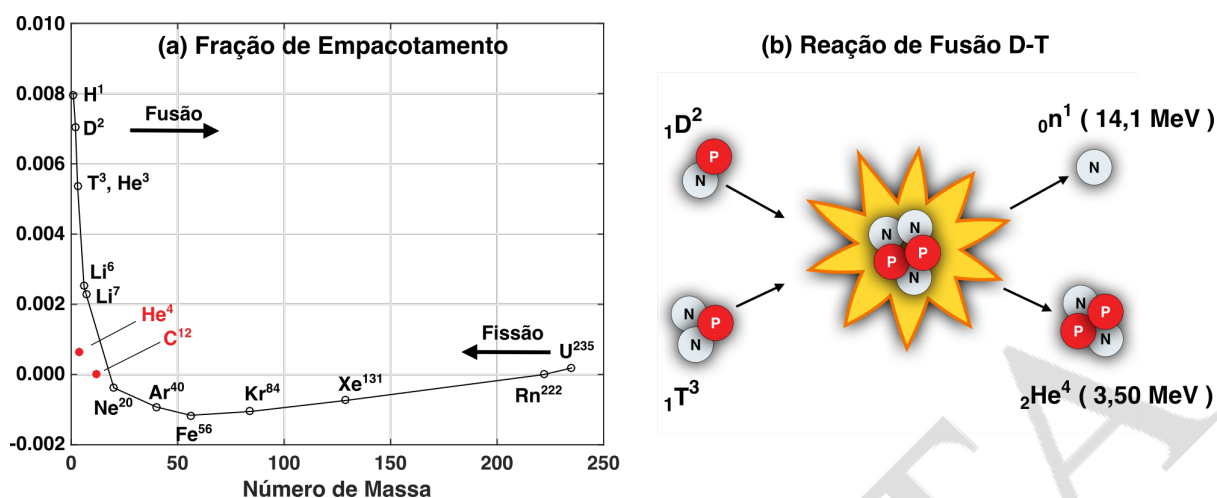 (a) Fração de Empacotamento
0.010
0.008
0.006
0.004
0.002
0.000
-0.002
H¹
D²
T³, He³
Li⁶
Li⁷
He⁴
C¹²
Ne²⁰
Ar⁴⁰
Fe⁵⁶
Kr⁸⁴
Xe¹³¹
Rn²²²
U²³⁵
Fusão
Fissão
0 50 100 150 200 250
Número de Massa
(b) Reação de Fusão D-T
₁D²
P
N
₁T³
N
P
N
N
N
P
P
N
₀n¹ ( 14,1 MeV )
N
N
P
P
N
₂He⁴ ( 3,50 MeV )
TA